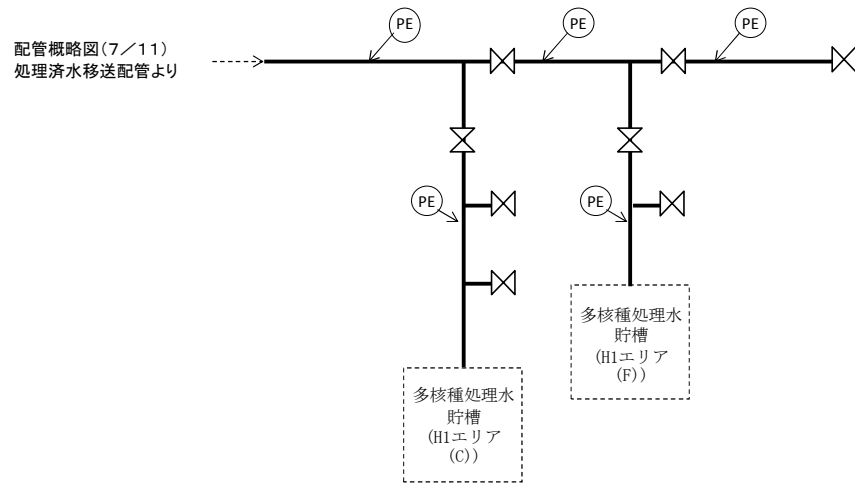 PE
PE
PE
配管概略図(7／11)
処理済水移送配管より
PE
PE
多核種処理水
貯槽
(H1エリア
(F))
多核種処理水
貯槽
(H1エリア
(C))